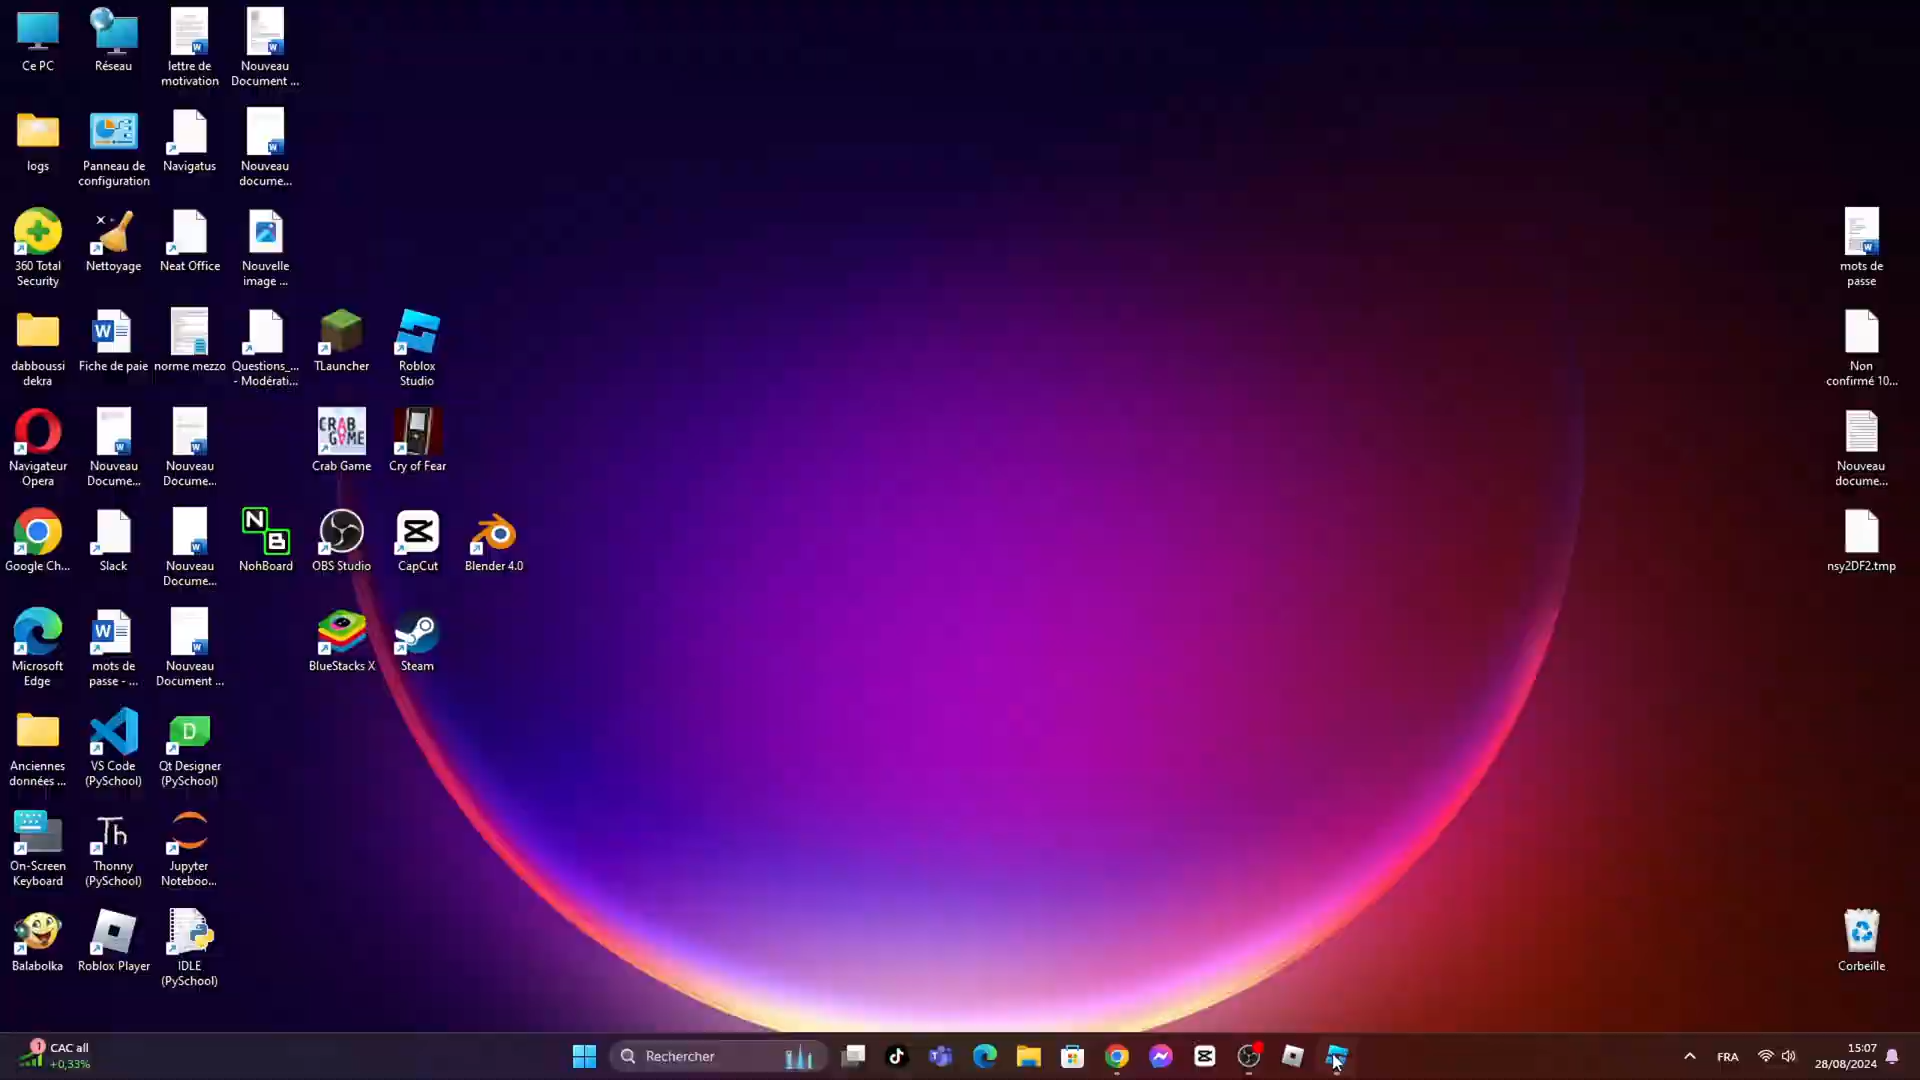 Ce PC
Réseau
lettre de
motivation
Nouveau
Document ...
logs
Panneau de
configuration
Navigatus
Nouveau
docume...
360 Total
Security
Nettoyage
Neat Office
Nouvelle
image ...
dabboussi
dekra
Fiche de paie
norme mezzo
Questions_...
- Modérati...
TLauncher
Roblox
Studio
Navigateur
Opera
Nouveau
Docume...
Nouveau
Docume...
CRAB
GAME
Crab Game
Cry of Fear
Google Ch...
Slack
Nouveau
Docume...
N
B
NohBoard
OBS Studio
CapCut
Blender 4.0
Microsoft
Edge
mots de
passe - ...
Nouveau
Document ...
BlueStacks X
Steam
Anciennes
données ...
VS Code
(PySchool)
D
Qt Designer
(PySchool)
On-Screen
Keyboard
Th
Thonny
(PySchool)
Jupyter
Noteboo...
Balabolka
Roblox Player
IDLE
(PySchool)
mots de
passe
Non
confirmé 10...
Nouveau
docume...
nsy2DF2.tmp
Corbeille
1
CAC all
+0,33%
Rechercher
FRA
15:07
28/08/2024